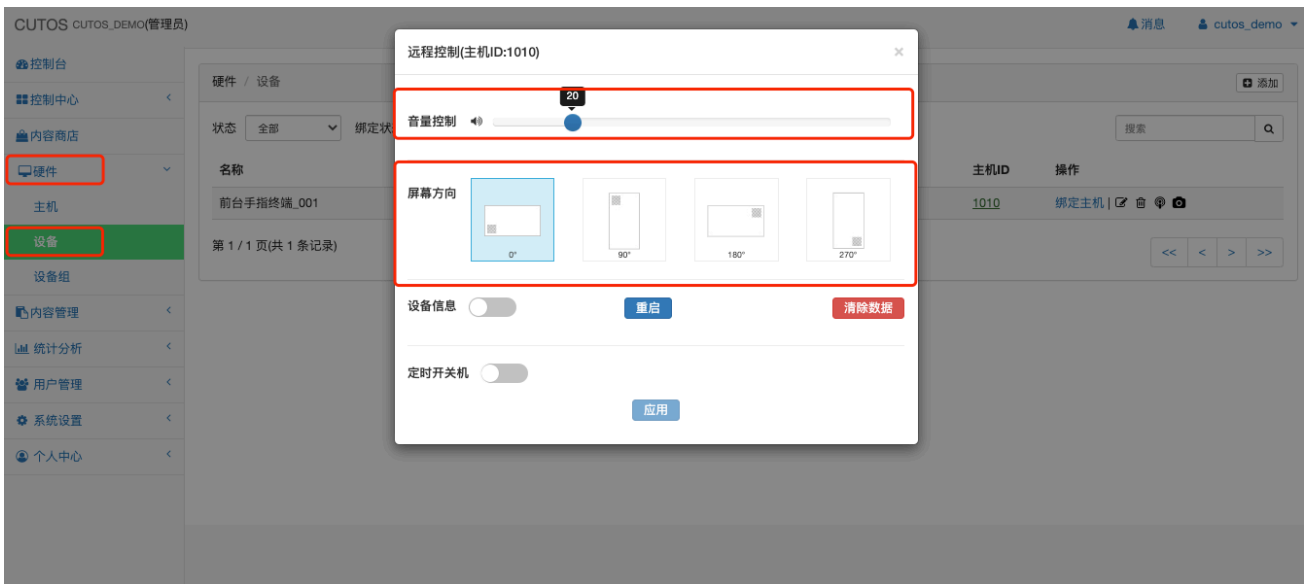 CUTOS CUTOS_DEMO(管理员)
消息
cutos_demo
控制台
控制中心
内容商店
硬件
主机
设备
设备组
内容管理
统计分析
用户管理
系统设置
个人中心
硬件 / 设备
添加
状态 全部 绑定状
搜索
名称
主机ID
操作
前台手指终端_001
1010
绑定主机|
第 1 / 1 页(共 1 条记录)
<< < > >>
远程控制(主机ID:1010)
×
20
音量控制
屏幕方向
0°
90°
180°
270°
设备信息
重启
清除数据
定时开关机
应用